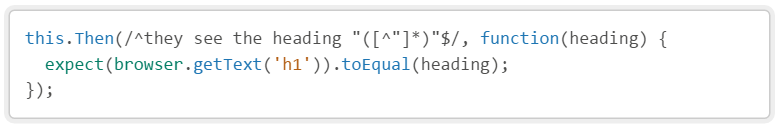 this.Then(/^they see the heading "([^"]*)"$/, function(heading) {
  expect(browser.getText('h1')).toEqual(heading);
});